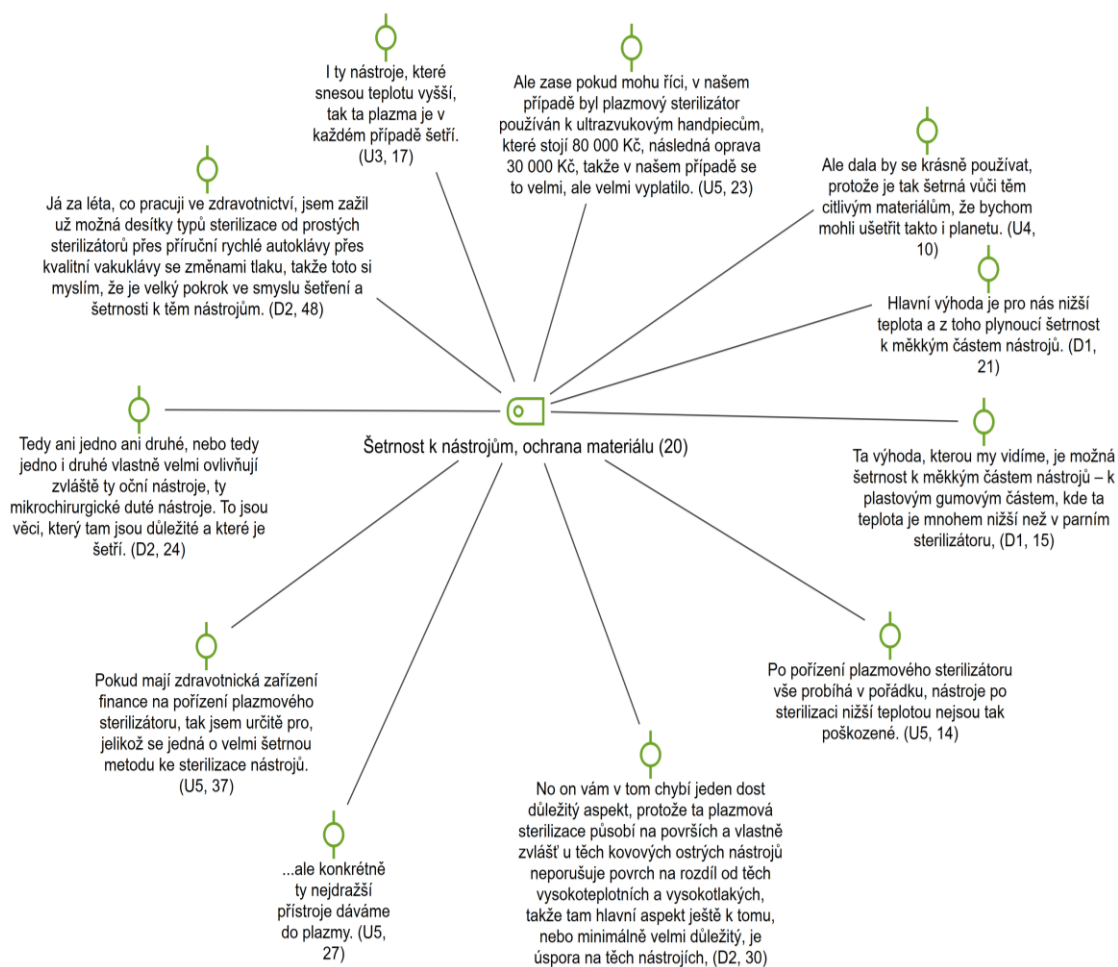 I ty nástroje, které
snesou teplotu vyšší,
tak ta plazma je v
každém případě šetří.
(U3, 17)
Ale zase pokud mohu říci, v našem
případě byl plazmový sterilizátor
používán k ultrazvukovým handpiecům,
které stojí 80 000 Kč, následná oprava
30 000 Kč, takže v našem případě se
to velmi, ale velmi vyplatilo. (U5, 23)
Ale dala by se krásně používat,
protože je tak šetrná vůči těm
citlivým materiálům, že bychom
mohli ušetřit takto i planetu. (U4,
10)
Já za léta, co pracuji ve zdravotnictví, jsem zažil
už možná desítky typů sterilizace od prostých
sterilizátorů přes příruční rychlé autoklávy přes
kvalitní vakuklávy se změnami tlaku, takže toto si
myslím, že je velký pokrok ve smyslu šetření a
šetrnosti k těm nástrojům. (D2, 48)
Hlavní výhoda je pro nás nižší
teplota a z toho plynoucí šetrnost
k měkkým částem nástrojů. (D1,
21)
Šetrnost k nástrojům, ochrana materiálu (20)
Tedy ani jedno ani druhé, nebo tedy
jedno i druhé vlastně velmi ovlivňují
zvláště ty oční nástroje, ty
mikrochirurgické duté nástroje. To jsou
věci, který tam jsou důležité a které je
šetří. (D2, 24)
Ta výhoda, kterou my vidíme, je možná
šetrnost k měkkým částem nástrojů – k
plastovým gumovým částem, kde ta
teplota je mnohem nižší než v parním
sterilizátoru, (D1, 15)
Pokud mají zdravotnická zařízení
finance na pořízení plazmového
sterilizátoru, tak jsem určitě pro,
jelikož se jedná o velmi šetrnou
metodu ke sterilizace nástrojů.
(U5, 37)
Po pořízení plazmového sterilizátoru
vše probíhá v pořádku, nástroje po
sterilizaci nižší teplotou nejsou tak
poškozené. (U5, 14)
...ale konkrétně
ty nejdražší
přístroje dáváme
do plazmy. (U5,
27)
No on vám v tom chybí jeden dost
důležitý aspekt, protože ta plazmová
sterilizace působí na površích a vlastně
zvlášť u těch kovových ostrých nástrojů
neporušuje povrch na rozdíl od těch
vysokoteplotních a vysokotlakých,
takže tam hlavní aspekt ještě k tomu,
nebo minimálně velmi důležitý, je
úspora na těch nástrojích, (D2, 30)